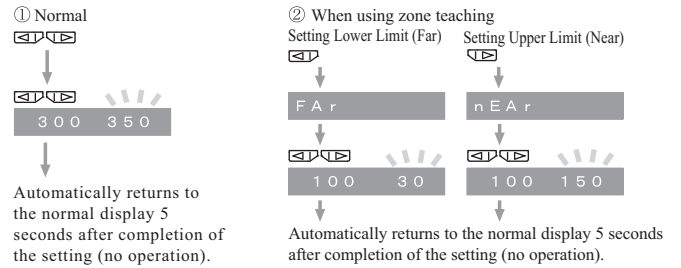 ① Normal
300 350
Automatically returns to
the normal display 5
seconds after completion of
the setting (no operation).
② When using zone teaching
Setting Lower Limit (Far)
FAr
100 30
Setting Upper Limit (Near)
nEAr
100 150
Automatically returns to the normal display 5 seconds
after completion of the setting (no operation).